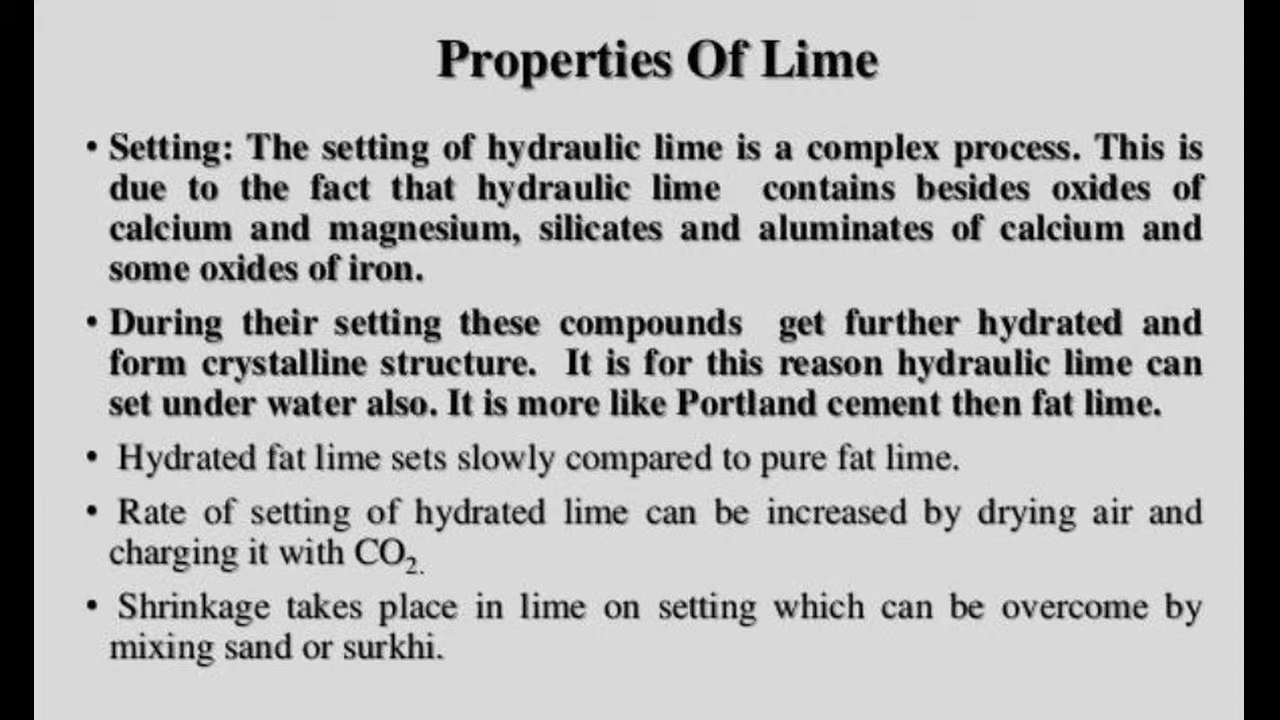 Properties Of Lime
• Setting: The setting of hydraulic lime is a complex process. This is
due to the fact that hydraulic lime contains besides oxides of
calcium and magnesium, silicates and aluminates of calcium and
some oxides of iron.
• During their setting these compounds get further hydrated and
form crystalline structure. It is for this reason hydraulic lime can
set under water also. It is more like Portland cement then fat lime.
• Hydrated fat lime sets slowly compared to pure fat lime.
• Rate of setting of hydrated lime can be increased by drying air and
charging it with CO₂.
• Shrinkage takes place in lime on setting which can be overcome by
mixing sand or surkhi.